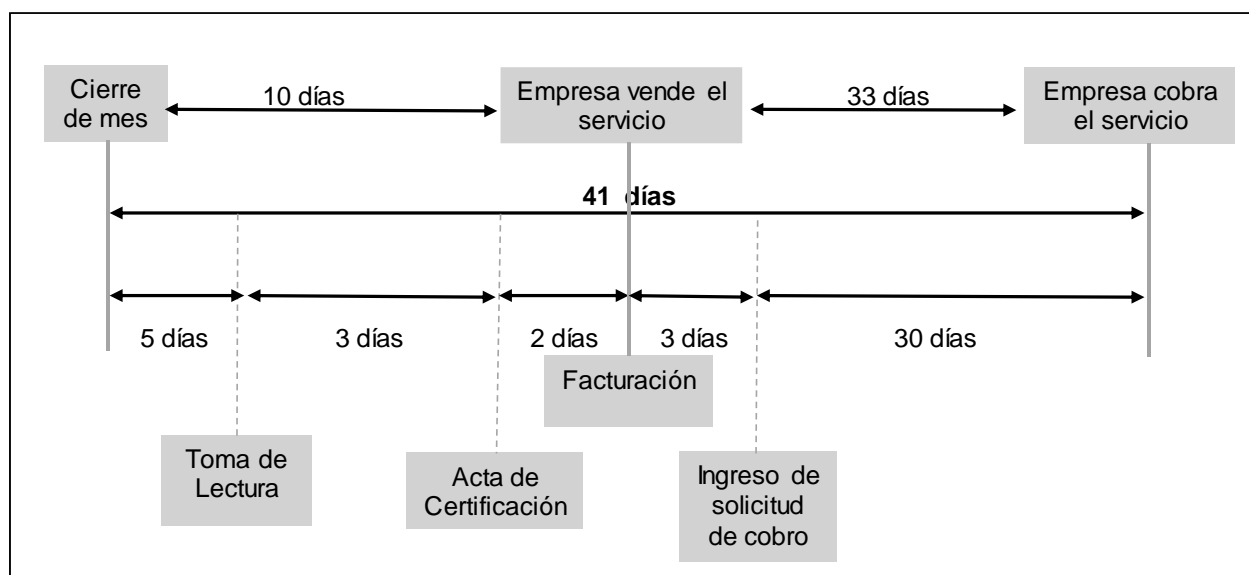 Cierre
de mes
10 días
Empresa vende el
servicio
33 días
Empresa cobra
el servicio
41 días
5 días
3 días
2 días
3 días
30 días
Facturación
Toma de
Lectura
Acta de
Certificación
Ingreso de
solicitud
de cobro